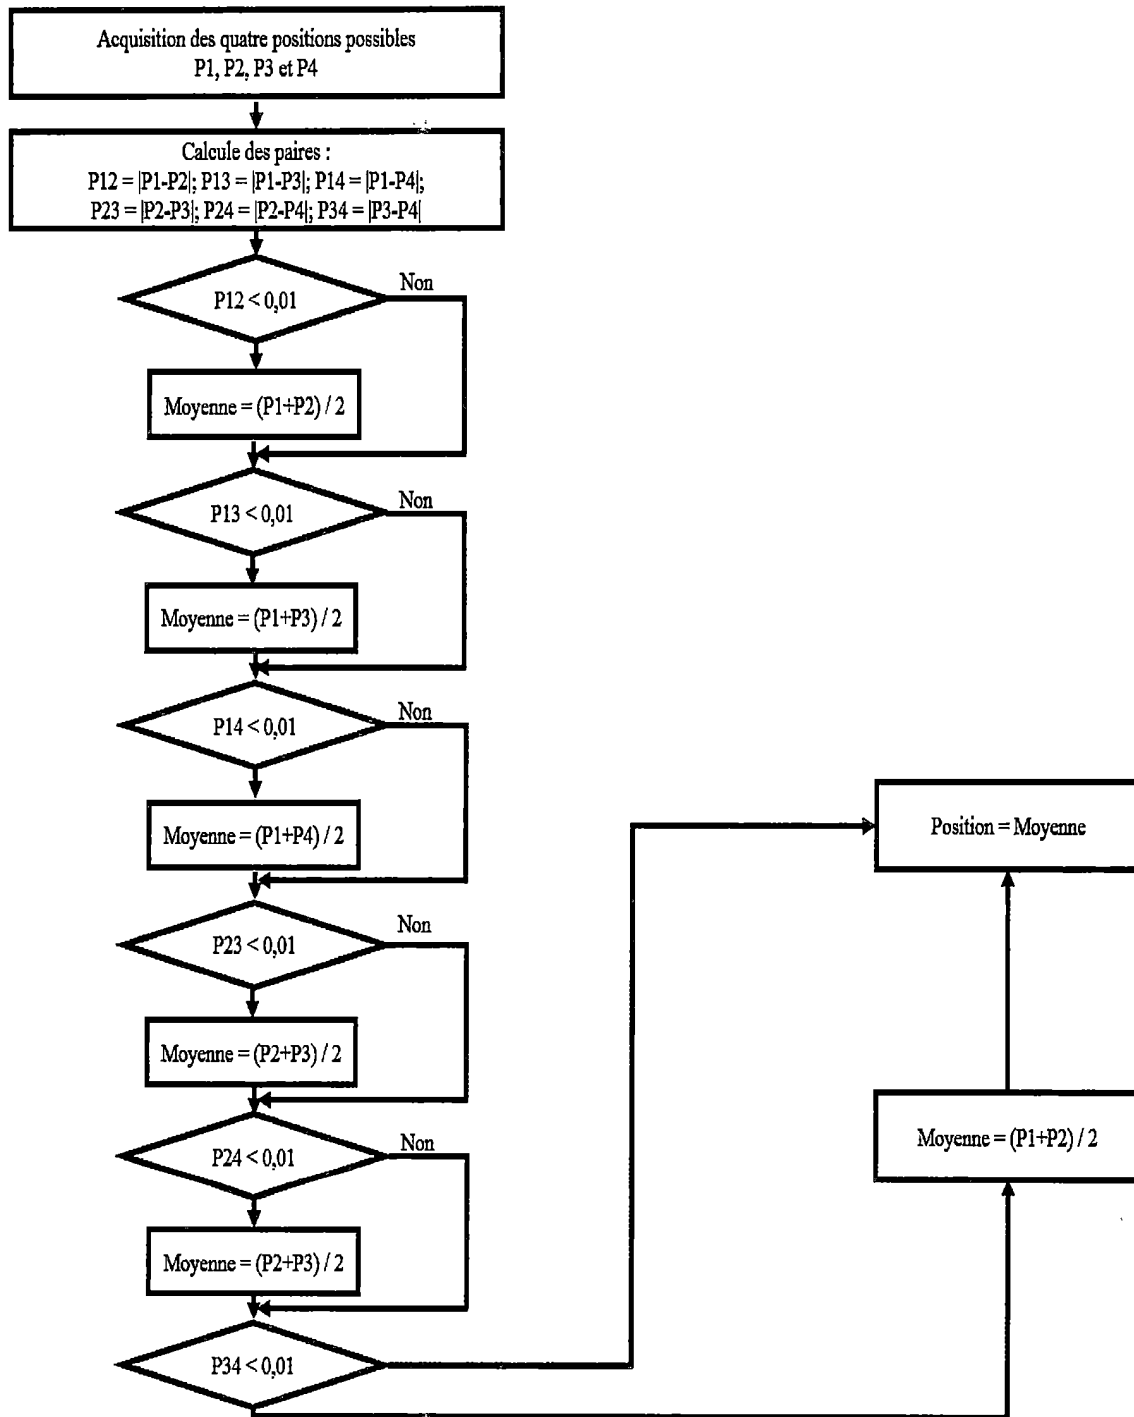 Acquisition des quatre positions possibles
P1, P2, P3 et P4
Calcule des paires :
P12 = |P1-P2|; P13 = |P1-P3|; P14 = |P1-P4|;
P23 = |P2-P3|; P24 = |P2-P4|; P34 = |P3-P4|
Non
P12 < 0,01
Moyenne = (P1+P2) / 2
Non
P13 < 0,01
Moyenne = (P1+P3) / 2
Non
P14 < 0,01
Moyenne = (P1+P4) / 2
Position = Moyenne
Non
P23 < 0,01
Moyenne = (P2+P3) / 2
Non
P24 < 0,01
Moyenne = (P1+P2) / 2
Moyenne = (P2+P3) / 2
P34 < 0,01